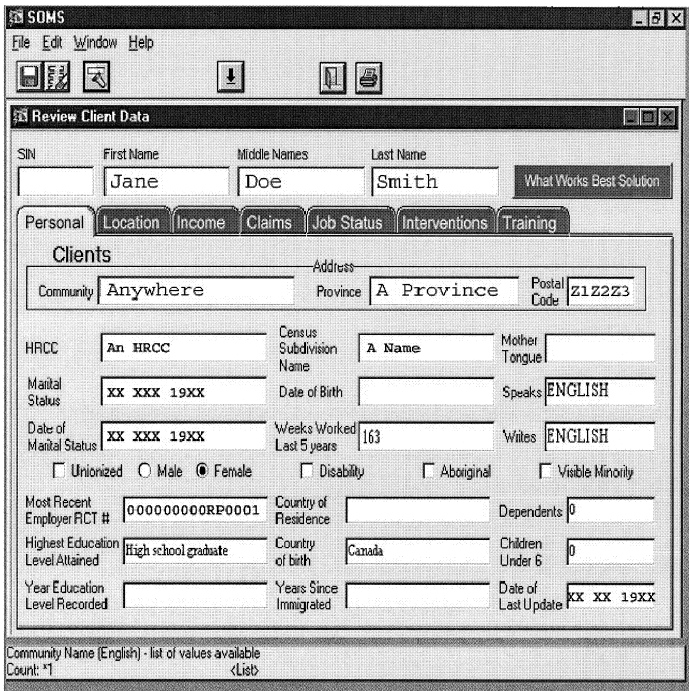 SOMS
File Edit Window Help
Review Client Data
SIN First Name Middle Names Last Name
Jane Doe Smith What Works Best Solution
Personal Location Income Claims Job Status Interventions Training
Clients
Address
Community Anywhere Province A Province Postal Code Z1Z2Z3
HRCC An HRCC Census Subdivision Name A Name Mother Tongue
Marital Status XX XXX 19XX Date of Birth Speaks ENGLISH
Date of Marital Status XX XXX 19XX Weeks Worked Last 5 years 163 Writes ENGLISH
Unionized Male Female Disability Aboriginal Visible Minority
Most Recent Employer RCT # 000000000RP0001 Country of Residence Dependents 0
Highest Education Level Attained High school graduate Country of birth Canada Children Under 6 0
Year Education Level Recorded Years Since Immigrated Date of Last Update XX XX 19XX
Community Name (English) - list of values available
Count: *1 <List>